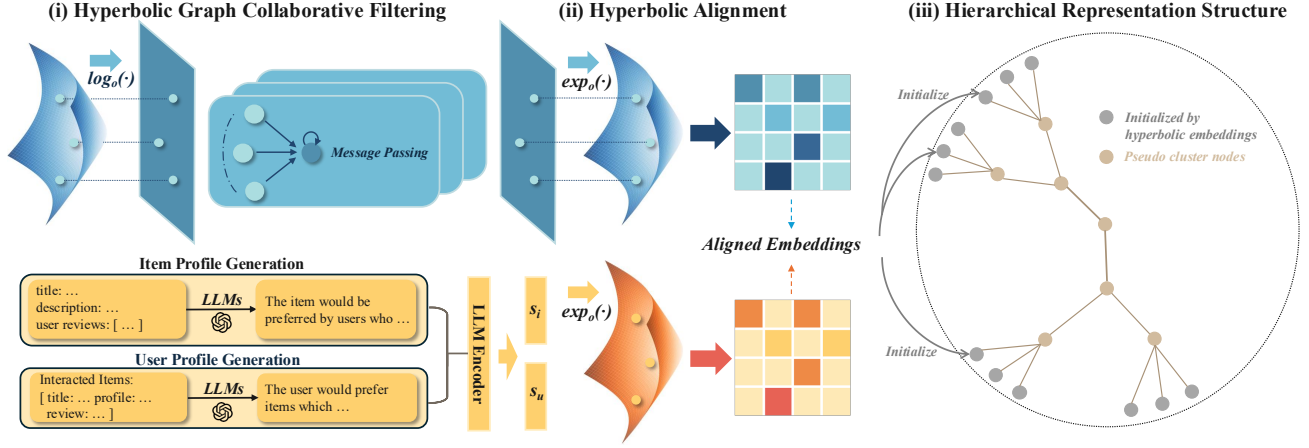 (i) Hyperbolic Graph Collaborative Filtering
(ii) Hyperbolic Alignment
(iii) Hierarchical Representation Structure
logₒ(·)
Message Passing
expₒ(·)
Aligned Embeddings
Item Profile Generation
title: …
description: …
user reviews: [ … ]
LLMs
The item would be
preferred by users who …
User Profile Generation
Interacted Items:
[ title: … profile: …
review: … ]
LLMs
The user would prefer
items which …
LLM Encoder
sᵢ
sᵤ
expₒ(·)
Initialize
Initialize
Initialized by
hyperbolic embeddings
Pseudo cluster nodes